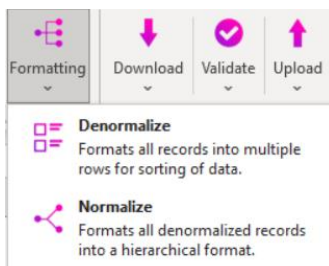 Formatting Download Validate Upload
Denormalize
Formats all records into multiple
rows for sorting of data.
Normalize
Formats all denormalized records
into a hierarchical format.